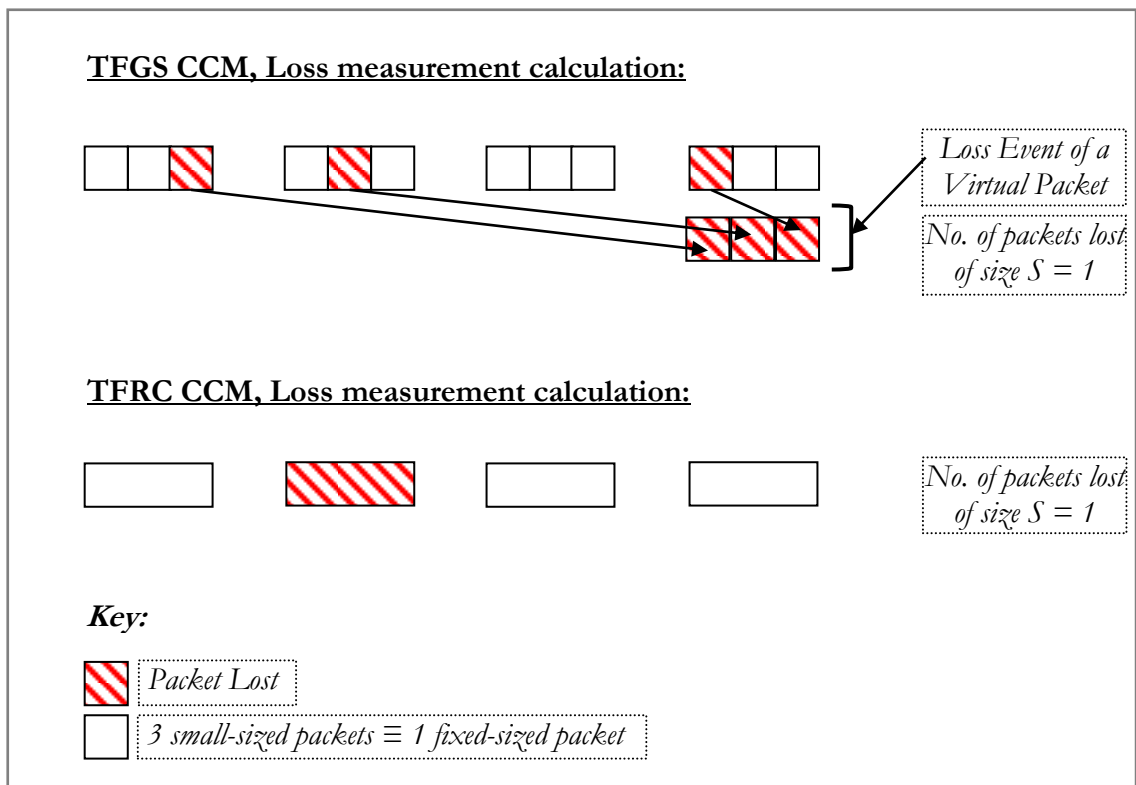 TFGS CCM, Loss measurement calculation:
Loss Event of a
Virtual Packet
No. of packets lost
of size S = 1
TFRC CCM, Loss measurement calculation:
No. of packets lost
of size S = 1
Key:
Packet Lost
3 small-sized packets ≡ 1 fixed-sized packet